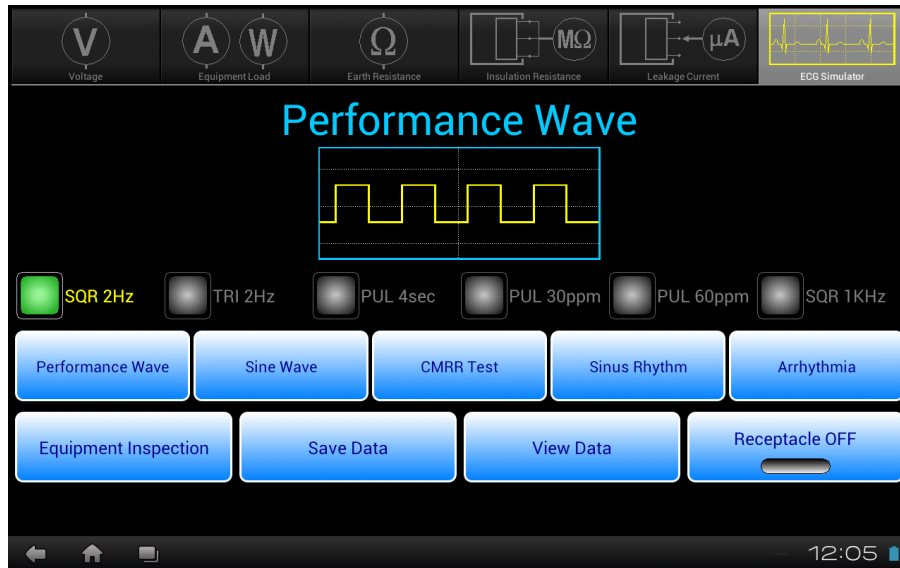 V
A W
Ω
MΩ
µA
Voltage
Equipment Load
Earth Resistance
Insulation Resistance
Leakage Current
ECG Simulator
Performance Wave
SQR 2Hz
TRI 2Hz
PUL 4sec
PUL 30ppm
PUL 60ppm
SQR 1KHz
Performance Wave
Sine Wave
CMRR Test
Sinus Rhythm
Arrhythmia
Equipment Inspection
Save Data
View Data
Receptacle OFF
12:05